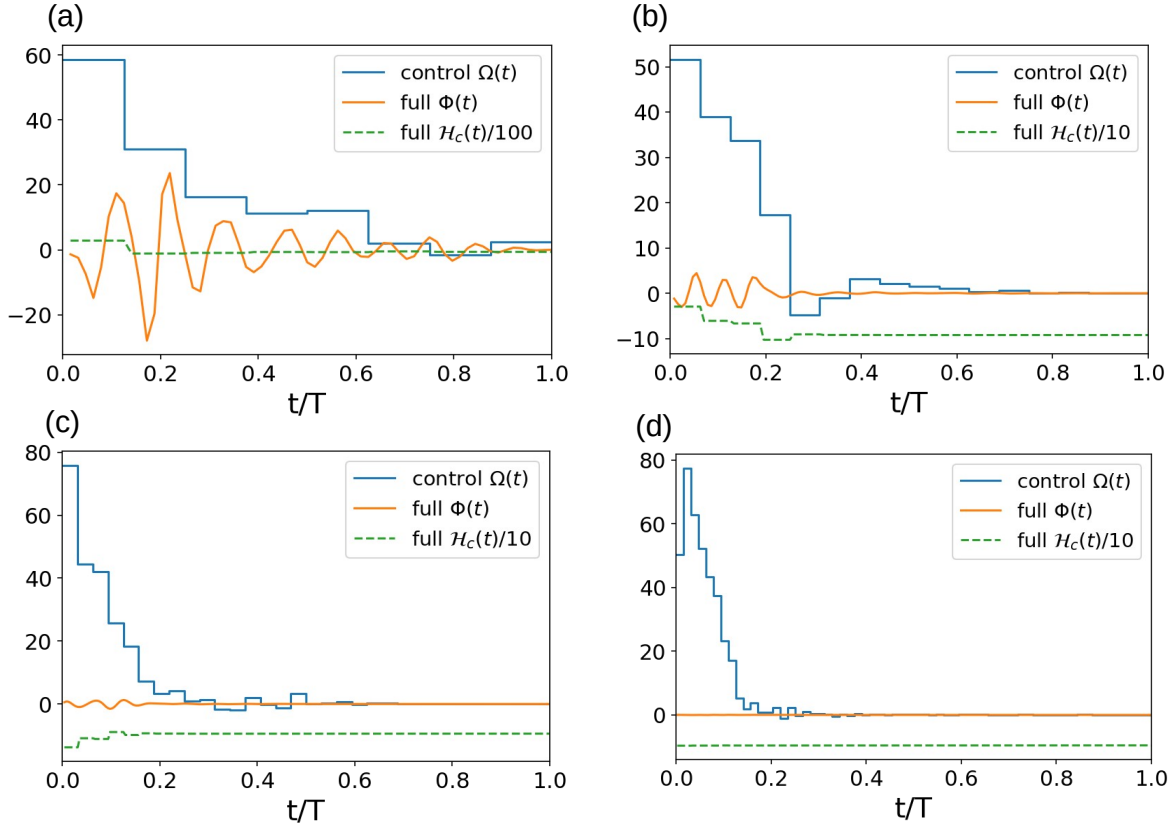 (a)
60
40
20
0
−20
control Ω(t)
full Φ(t)
full ℋc(t)/100
0.0 0.2 0.4 0.6 0.8 1.0
t/T
(b)
50
40
30
20
10
0
−10
control Ω(t)
full Φ(t)
full ℋc(t)/10
0.0 0.2 0.4 0.6 0.8 1.0
t/T
(c)
80
60
40
20
0
control Ω(t)
full Φ(t)
full ℋc(t)/10
0.0 0.2 0.4 0.6 0.8 1.0
t/T
(d)
80
60
40
20
0
control Ω(t)
full Φ(t)
full ℋc(t)/10
0.0 0.2 0.4 0.6 0.8 1.0
t/T